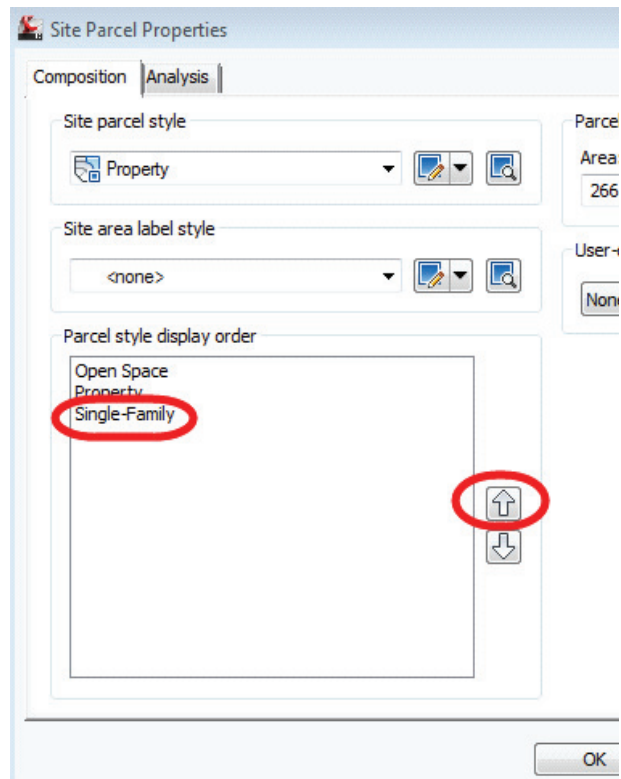 Site Parcel Properties
Composition
Analysis
Site parcel style
Property
Site area label style
<none>
Parcel style display order
Open Space
Property
Single-Family
Parcel
Area:
266
User-
None
OK